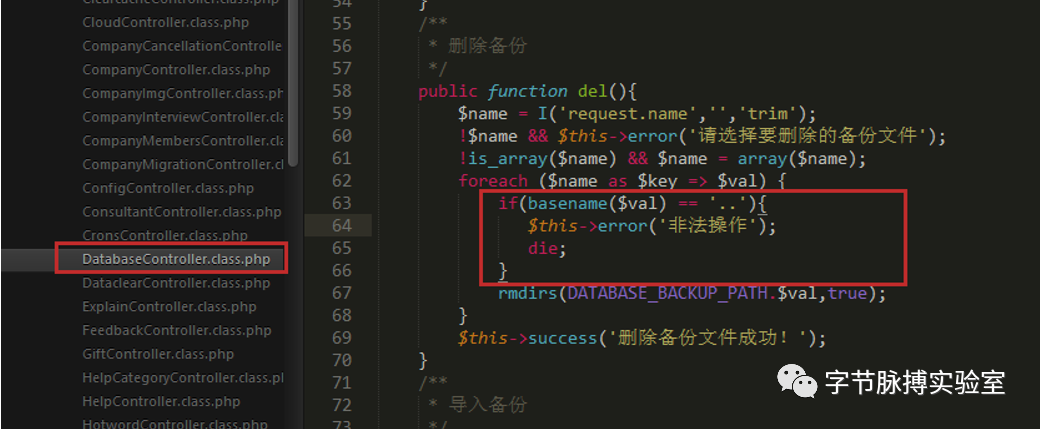 ClearcacheController.class.php
CloudController.class.php
CompanyCancellationControlle
CompanyController.class.php
CompanyImgController.class.ph
CompanyInterviewController.cla
CompanyMembersController.cla
CompanyMigrationController.cl
ConfigController.class.php
ConsultantController.class.php
CronsController.class.php
DatabaseController.class.php
DataclearController.class.php
ExplainController.class.php
FeedbackController.class.php
GiftController.class.php
HelpCategoryController.class.pl
HelpController.class.php
HotwordController.class.php
54 }
55 /**
56 * 删除备份
57 */
58 public function del(){
59 $name = I('request.name','','trim');
60 !$name && $this->error('请选择要删除的备份文件');
61 !is_array($name) && $name = array($name);
62 foreach ($name as $key => $val) {
63 if(basename($val) == '..'){
64 $this->error('非法操作');
65 die;
66 }
67 rmdirs(DATABASE_BACKUP_PATH.$val,true);
68 }
69 $this->success('删除备份文件成功！');
70 }
71 /**
72 * 导入备份
73 */
字节脉搏实验室